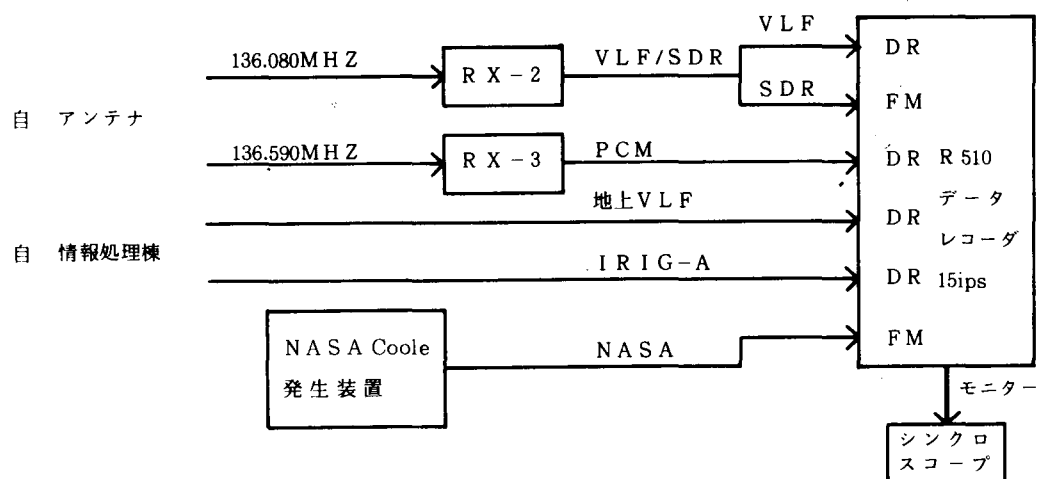 VLF
136.080MHZ
RX-2
VLF/SDR
DR
SDR
FM
自 アンテナ
136.590MHZ
RX-3
PCM
DR R510
地上VLF
データ
DR
レコーダ
自 情報処理棟
IRIG-A
DR 15ips
NASA Coole
発生装置
NASA
FM
モニター
シンクロ
スコープ